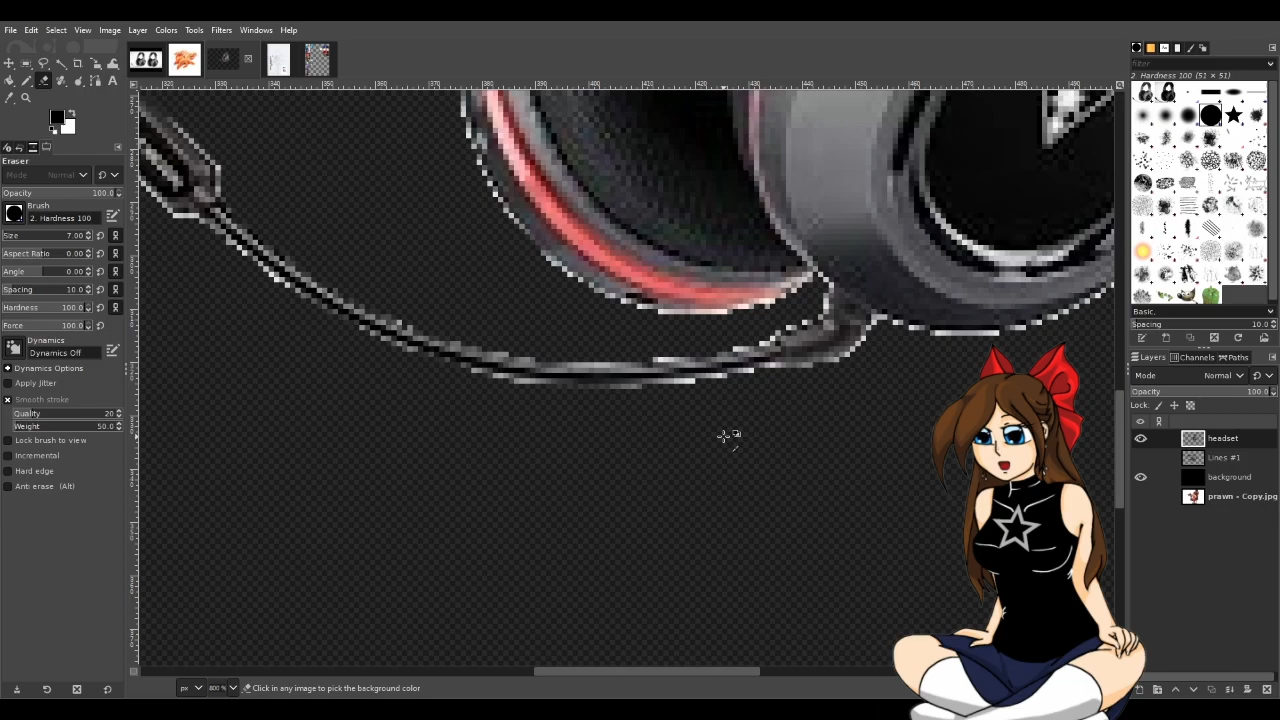 File Edit Select View Image Layer Colors Tools Filters Windows Help
Eraser
Mode Normal
Opacity 100.0
Brush
2. Hardness 100
Size 7.00
Aspect Ratio 0.00
Angle 0.00
Spacing 10.0
Hardness 100.0
Force 100.0
Dynamics
Dynamics Off
Dynamics Options
Apply Jitter
Smooth stroke
Quality 20
Weight 50.0
Lock brush to view
Incremental
Hard edge
Anti erase (Alt)
px 800 % Click in any image to pick the background color
filter
2. Hardness 100 (51 × 51)
Basic,
Spacing 10.0
Layers Channels Paths
Mode Normal
Opacity 100.0
Lock:
headset
Lines #1
background
prawn - Copy.jpg